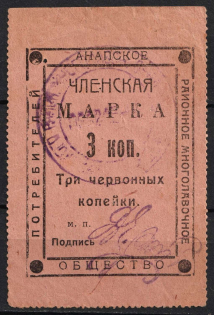 АНАПСКОЕ
РАЙОННОЕ МНОГОЛАВОЧНОЕ
ОБЩЕСТВО
ПОТРЕБИТЕЛЕЙ
ЧЛЕНСКАЯ
МАРКА
3 коп.
Три червонных
копейки.
м. п.
Подпись